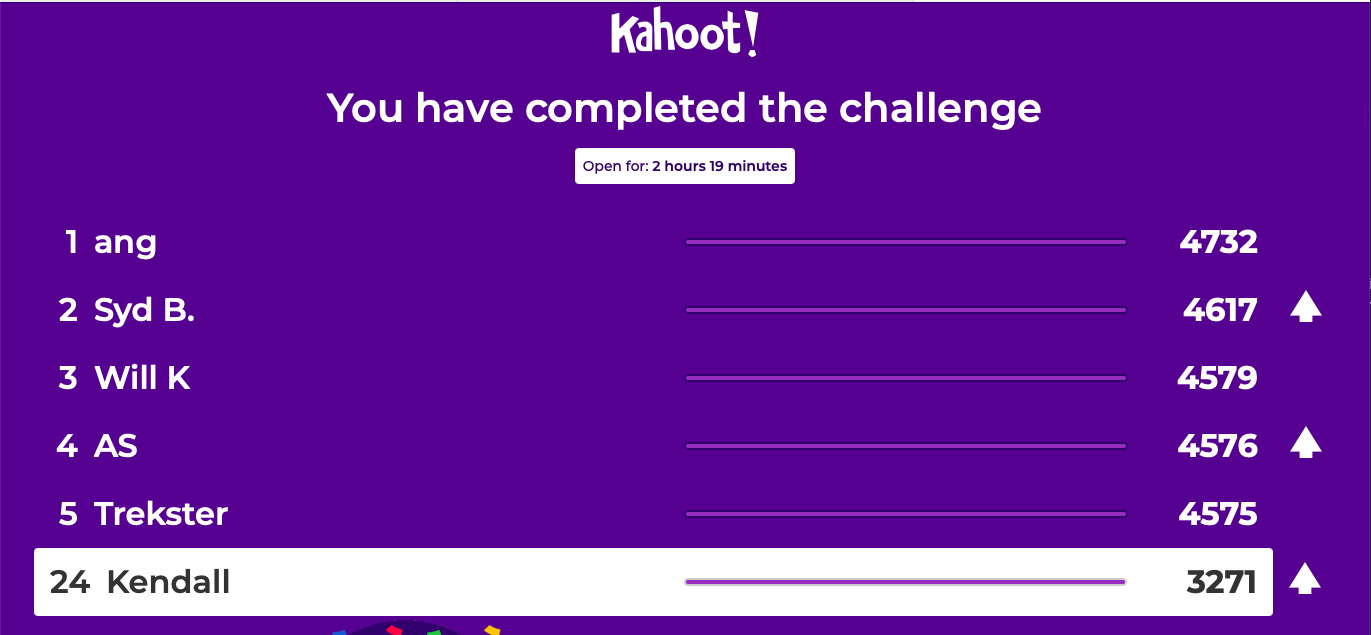 Kahoot!
You have completed the challenge
Open for: 2 hours 19 minutes
1 ang 4732
2 Syd B. 4617
3 Will K 4579
4 AS 4576
5 Trekster 4575
24 Kendall 3271